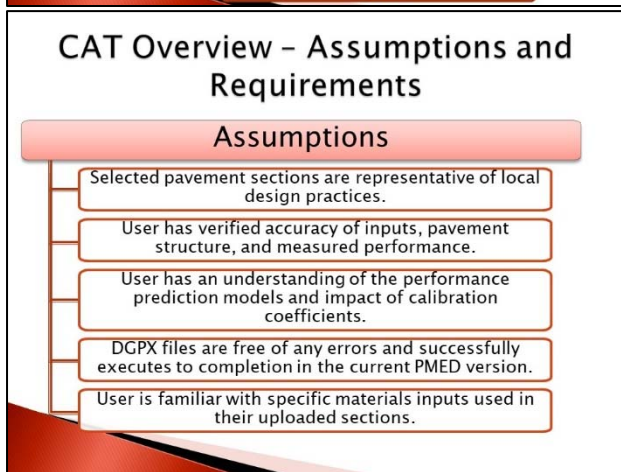 CAT Overview – Assumptions and
Requirements
Assumptions
Selected pavement sections are representative of local
design practices.
User has verified accuracy of inputs, pavement
structure, and measured performance.
User has an understanding of the performance
prediction models and impact of calibration
coefficients.
DGPX files are free of any errors and successfully
executes to completion in the current PMED version.
User is familiar with specific materials inputs used in
their uploaded sections.